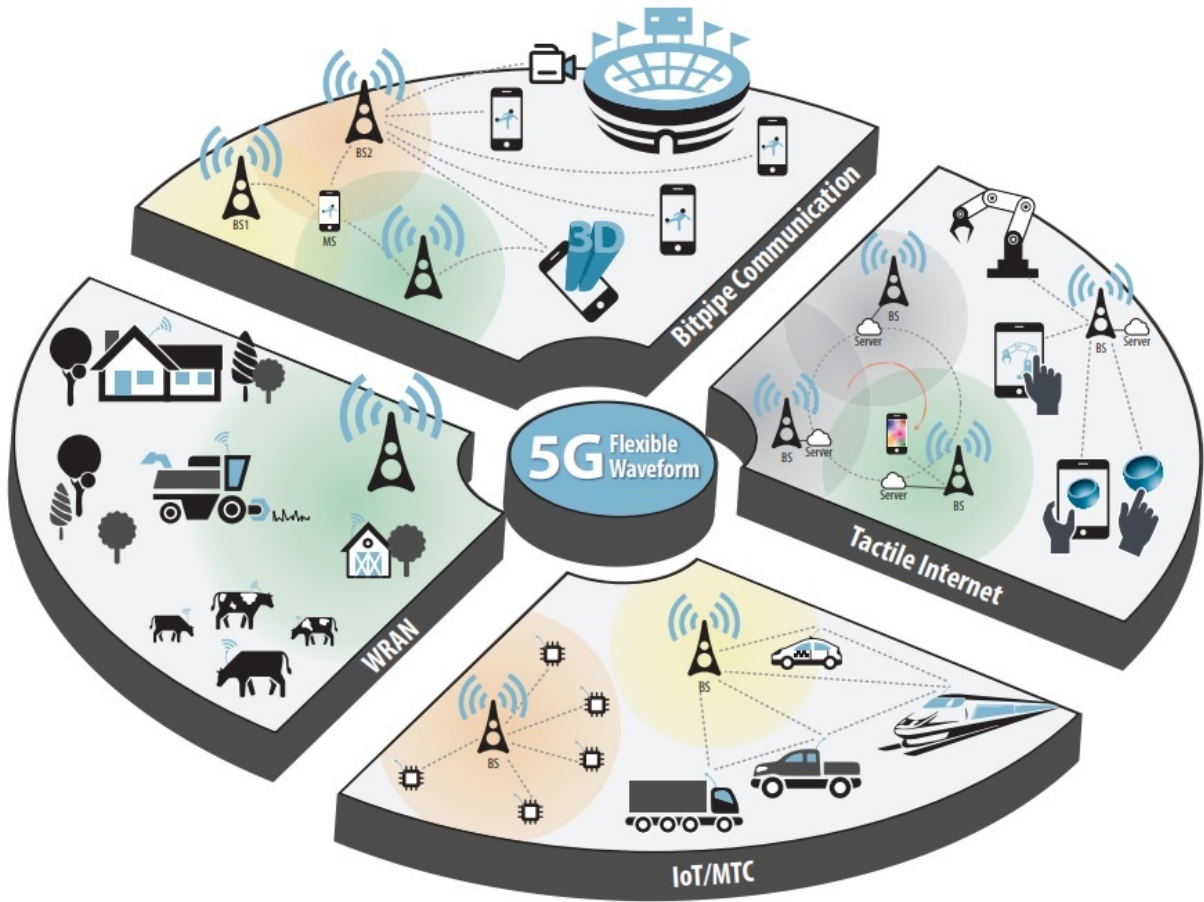 BS2
BS1
MS
3D
Bitpipe Communication
BS
Server
BS
Server
BS
Server
Server
BS
Tactile Internet
5G Flexible
Waveform
WRAN
BS
BS
IoT/MTC